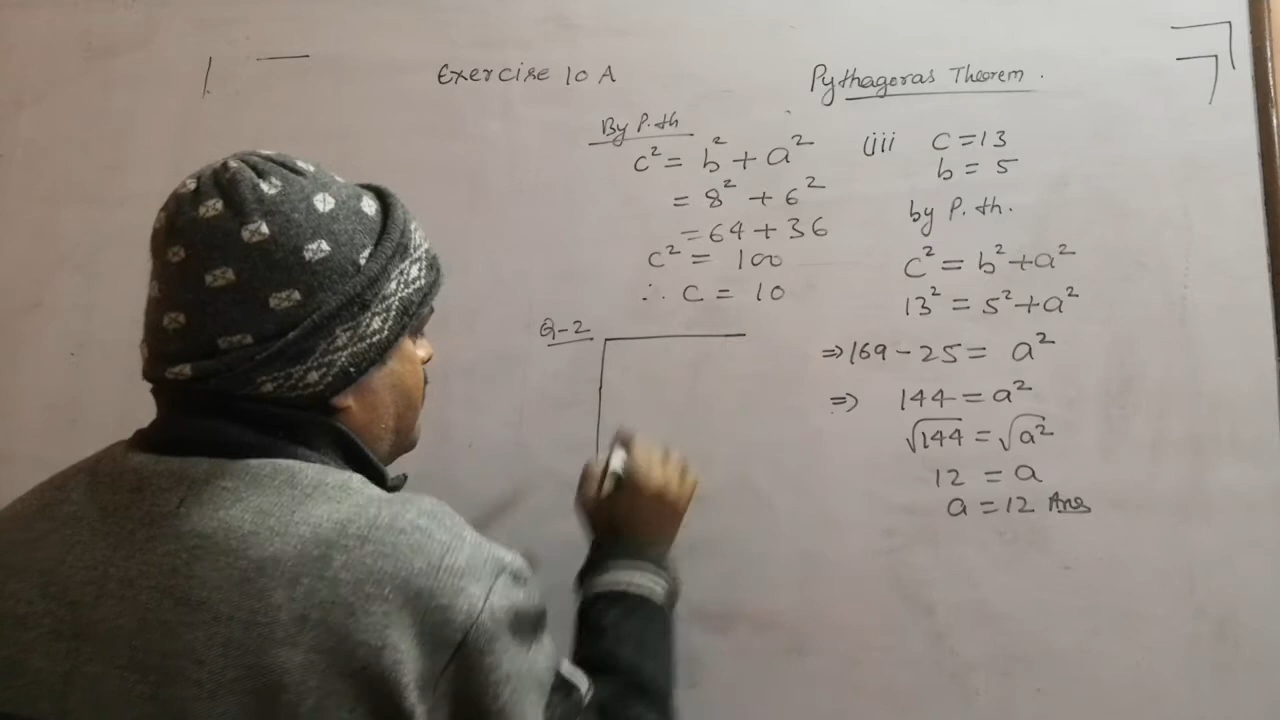 Exercise 10 A
Pythagoras Theorem.
By P.th
c² = b² + a²
= 8² + 6²
= 64 + 36
c² = 100
∴ c = 10
Q-2
(iii c = 13
b = 5
by P.th.
c² = b² + a²
13² = 5² + a²
⇒ 169 - 25 = a²
⇒ 144 = a²
√144 = √a²
12 = a
a = 12 Ans